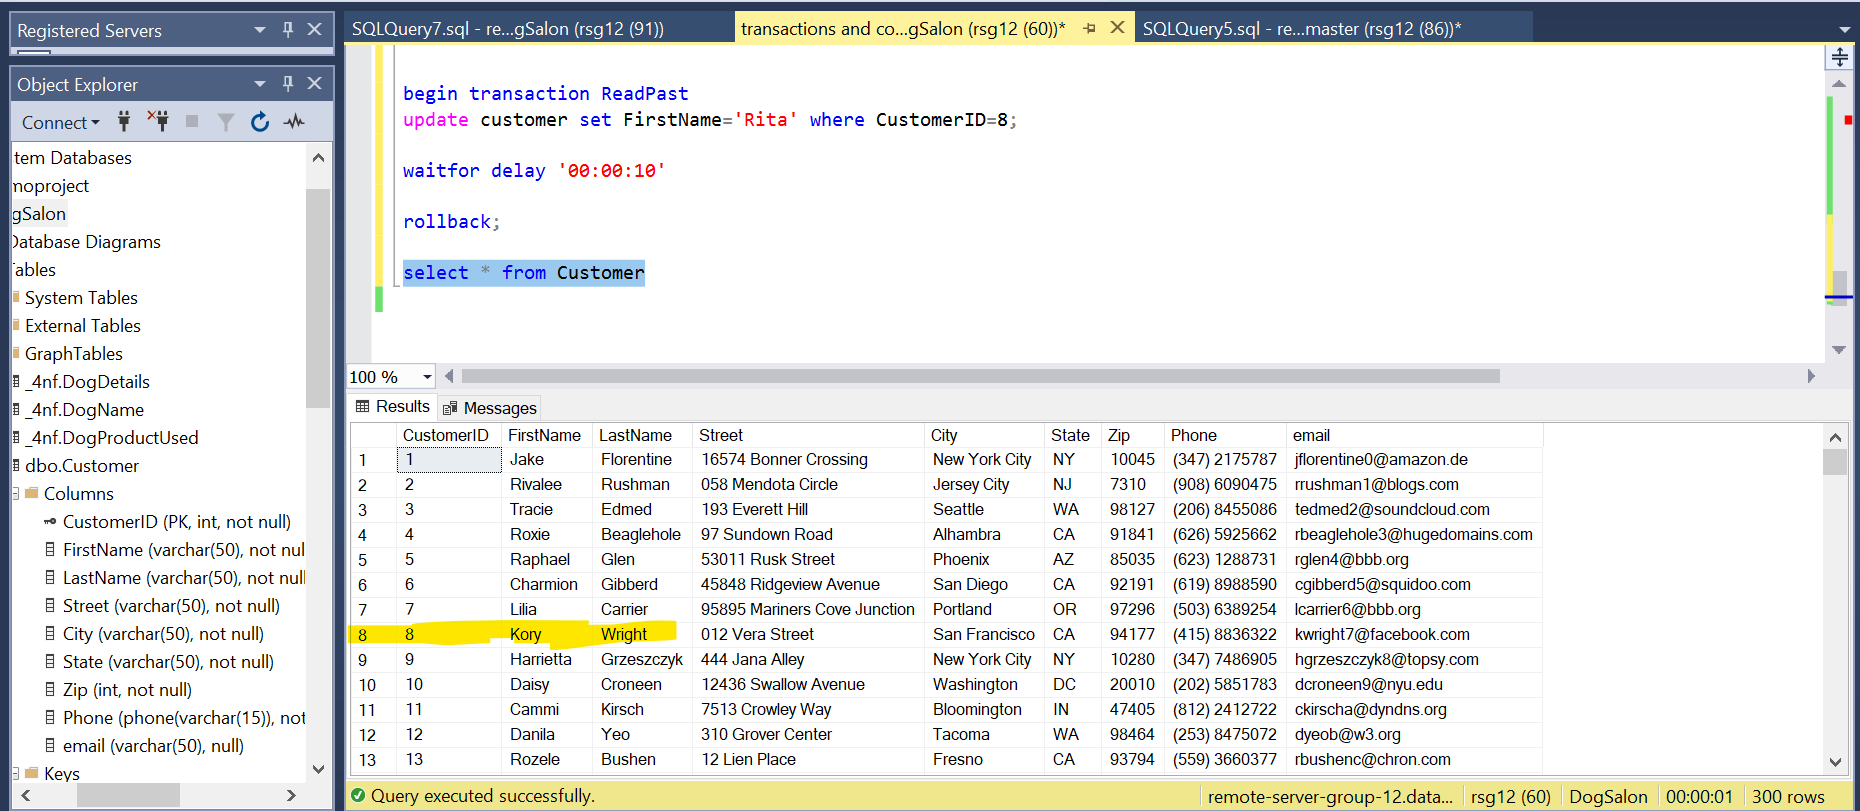 Registered Servers
SQLQuery7.sql - re...gSalon (rsg12 (91))
transactions and co...gSalon (rsg12 (60))*
SQLQuery5.sql - re...master (rsg12 (86))*
Object Explorer
Connect
tem Databases
moproject
gSalon
Database Diagrams
Tables
System Tables
External Tables
GraphTables
_4nf.DogDetails
_4nf.DogName
_4nf.DogProductUsed
dbo.Customer
Columns
CustomerID (PK, int, not null)
FirstName (varchar(50), not nul
LastName (varchar(50), not null
Street (varchar(50), not null)
City (varchar(50), not null)
State (varchar(50), not null)
Zip (int, not null)
Phone (phone(varchar(15)), not
email (varchar(50), null)
Keys
begin transaction ReadPast
update customer set FirstName='Rita' where CustomerID=8;
waitfor delay '00:00:10'
rollback;
select * from Customer
100 %
Results Messages
CustomerID FirstName LastName Street City State Zip Phone email
1 1 Jake Florentine 16574 Bonner Crossing New York City NY 10045 (347) 2175787 jflorentine0@amazon.de
2 2 Rivalee Rushman 058 Mendota Circle Jersey City NJ 7310 (908) 6090475 rrushman1@blogs.com
3 3 Tracie Edmed 193 Everett Hill Seattle WA 98127 (206) 8455086 tedmed2@soundcloud.com
4 4 Roxie Beaglehole 97 Sundown Road Alhambra CA 91841 (626) 5925662 rbeaglehole3@hugedomains.com
5 5 Raphael Glen 53011 Rusk Street Phoenix AZ 85035 (623) 1288731 rglen4@bbb.org
6 6 Charmion Gibberd 45848 Ridgeview Avenue San Diego CA 92191 (619) 8988590 cgibberd5@squidoo.com
7 7 Lilia Carrier 95895 Mariners Cove Junction Portland OR 97296 (503) 6389254 lcarrier6@bbb.org
8 8 Kory Wright 012 Vera Street San Francisco CA 94177 (415) 8836322 kwright7@facebook.com
9 9 Harrietta Grzeszczyk 444 Jana Alley New York City NY 10280 (347) 7486905 hgrzeszczyk8@topsy.com
10 10 Daisy Croneen 12436 Swallow Avenue Washington DC 20010 (202) 5851783 dcroneen9@nyu.edu
11 11 Cammi Kirsch 7513 Crowley Way Bloomington IN 47405 (812) 2412722 ckirscha@dyndns.org
12 12 Danila Yeo 310 Grover Center Tacoma WA 98464 (253) 8475072 dyeob@w3.org
13 13 Rozele Bushen 12 Lien Place Fresno CA 93794 (559) 3660377 rbushenc@chron.com
Query executed successfully.
remote-server-group-12.data... rsg12 (60) DogSalon 00:00:01 300 rows